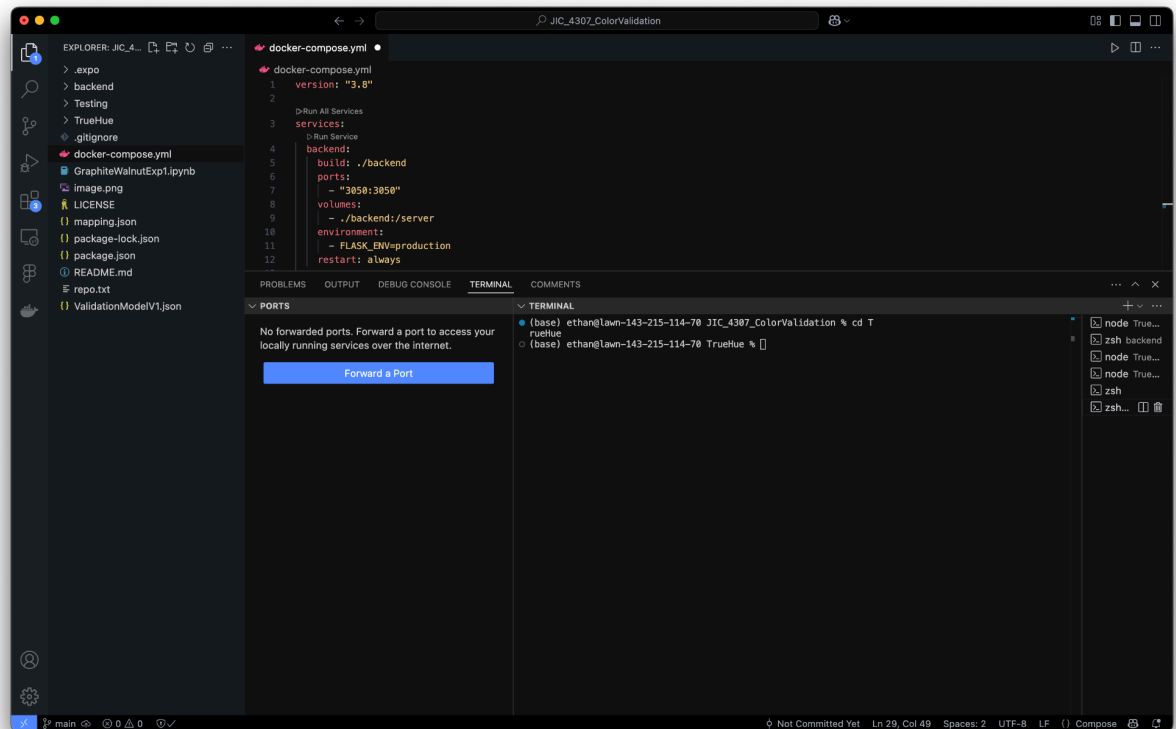 JIC_4307_ColorValidation
EXPLORER: JIC_4...
1
3
.expo
backend
Testing
TrueHue
.gitignore
docker-compose.yml
GraphiteWalnutExp1.ipynb
image.png
LICENSE
mapping.json
package-lock.json
package.json
README.md
repo.txt
ValidationModelV1.json
docker-compose.yml
docker-compose.yml
1 version: "3.8"
2
Run All Services
3 services:
Run Service
4 backend:
5 build: ./backend
6 ports:
7 - "3050:3050"
8 volumes:
9 - ./backend:/server
10 environment:
11 - FLASK_ENV=production
12 restart: always
PROBLEMS OUTPUT DEBUG CONSOLE TERMINAL COMMENTS
PORTS
No forwarded ports. Forward a port to access your
locally running services over the internet.
Forward a Port
TERMINAL
(base) ethan@lawn-143-215-114-70 JIC_4307_ColorValidation % cd T
rueHue
(base) ethan@lawn-143-215-114-70 TrueHue %
node True...
zsh backend
node True...
node True...
zsh
zsh...
main 0 0 Not Committed Yet Ln 29, Col 49 Spaces: 2 UTF-8 LF {} Compose